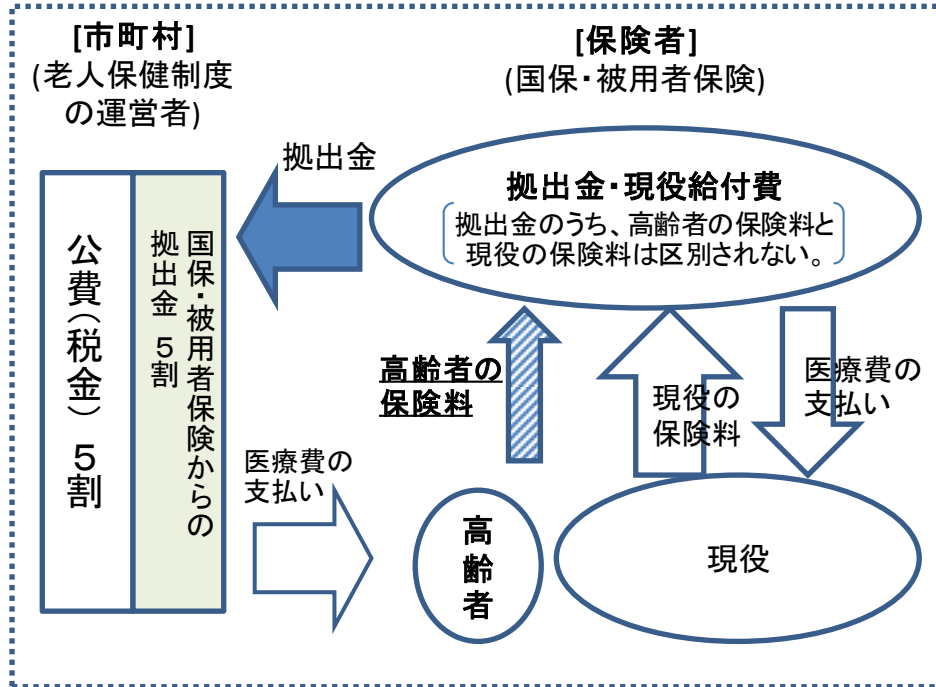 [市町村]
(老人保健制度
の運営者)
[保険者]
(国保・被用者保険)
拠出金
拠出金・現役給付費
拠出金のうち、高齢者の保険料と
現役の保険料は区別されない。
公費(税金) 5割
国保・被用者保険からの
拠出金 5割
高齢者の
保険料
現役の
保険料
医療費の
支払い
医療費の
支払い
高齢者
現役